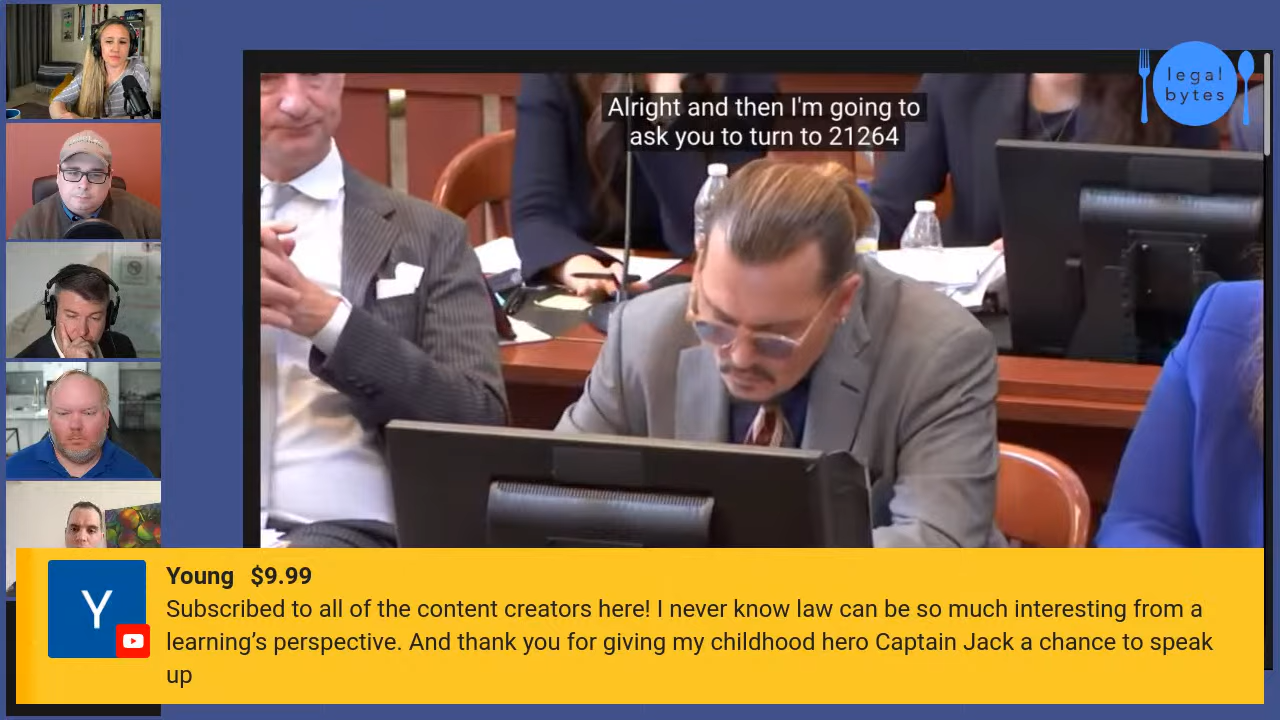 legal
bytes
Alright and then I'm going to
ask you to turn to 21264
Y
Young $9.99
Subscribed to all of the content creators here! I never know law can be so much interesting from a
learning’s perspective. And thank you for giving my childhood hero Captain Jack a chance to speak
up